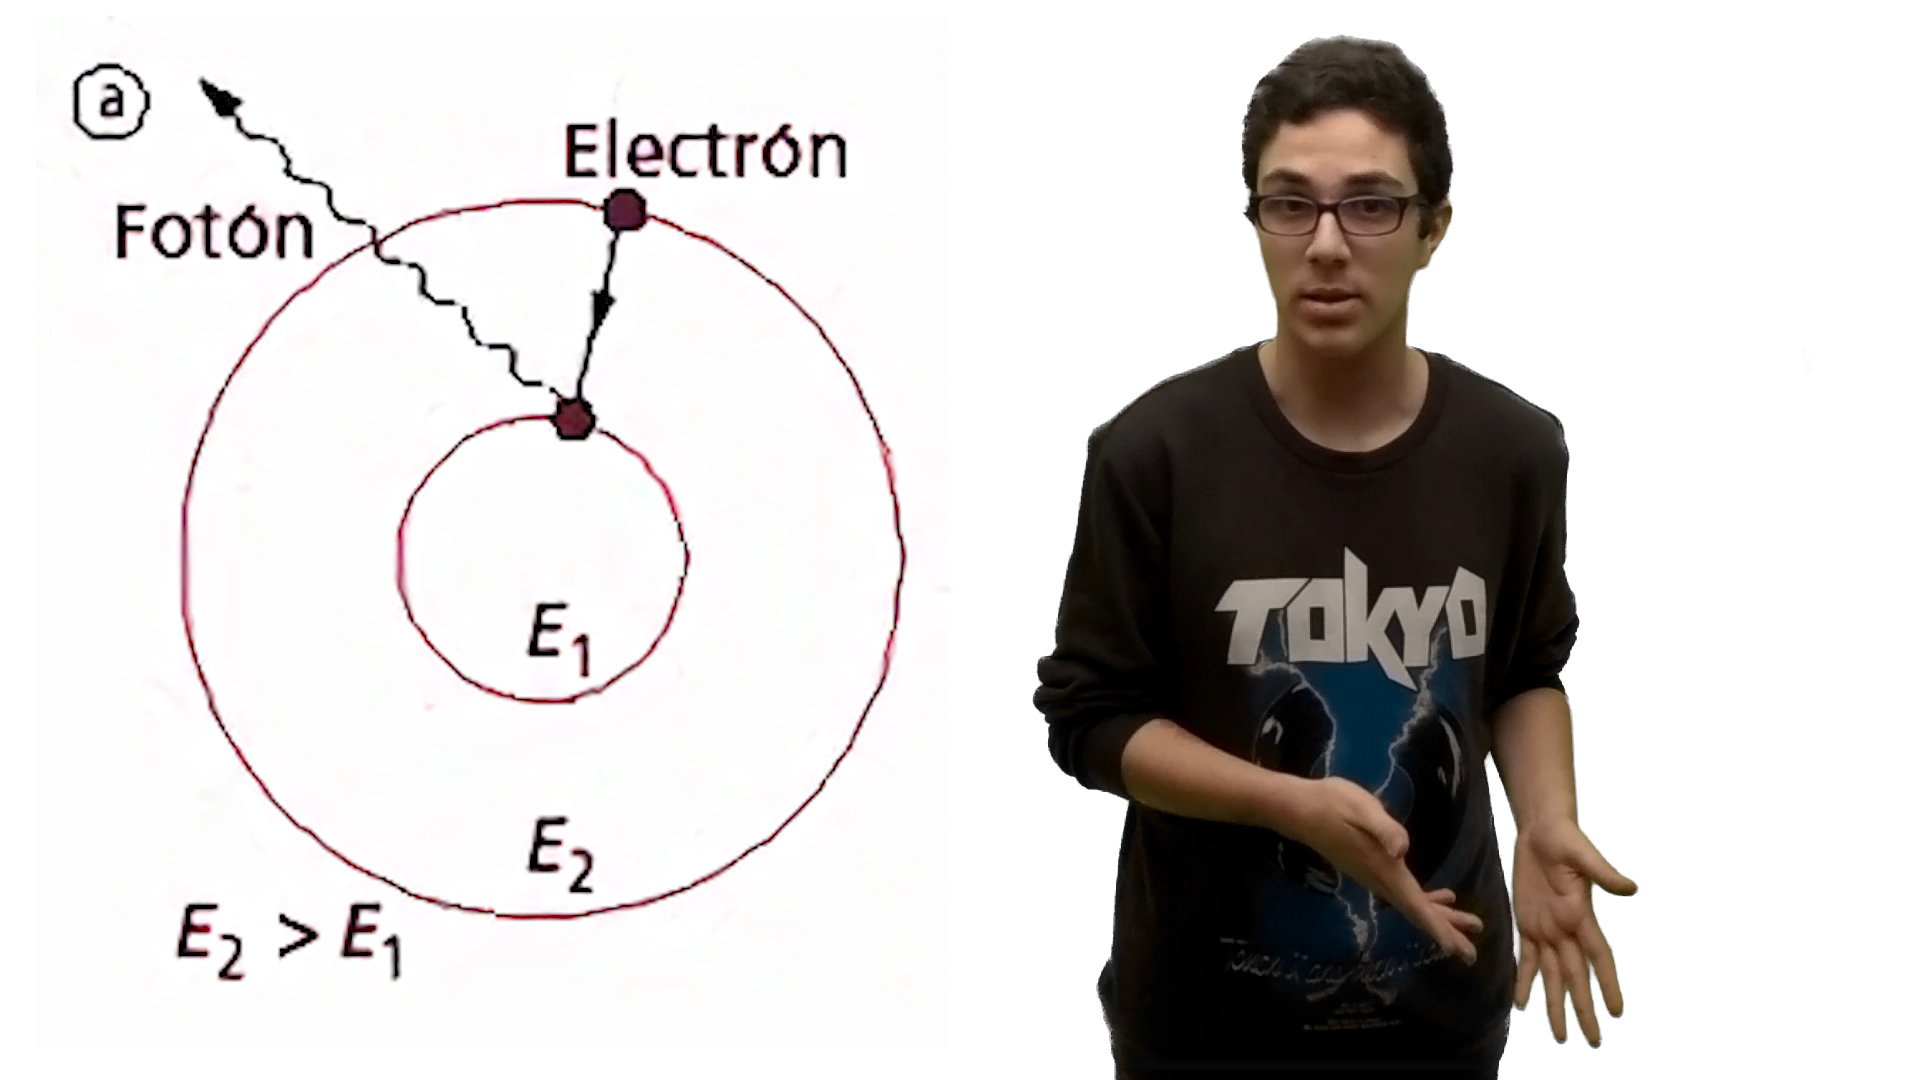 a
Electrón
Fotón
E1
E2
E2 > E1
TOKYO